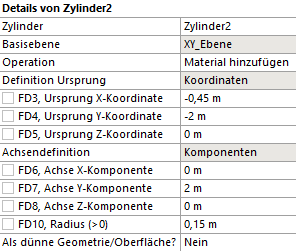 Details von Zylinder2
Zylinder Zylinder2
Basisebene XY_Ebene
Operation Material hinzufügen
Definition Ursprung Koordinaten
FD3, Ursprung X-Koordinate -0,45 m
FD4, Ursprung Y-Koordinate -2 m
FD5, Ursprung Z-Koordinate 0 m
Achsendefinition Komponenten
FD6, Achse X-Komponente 0 m
FD7, Achse Y-Komponente 2 m
FD8, Achse Z-Komponente 0 m
FD10, Radius (>0) 0,15 m
Als dünne Geometrie/Oberfläche? Nein